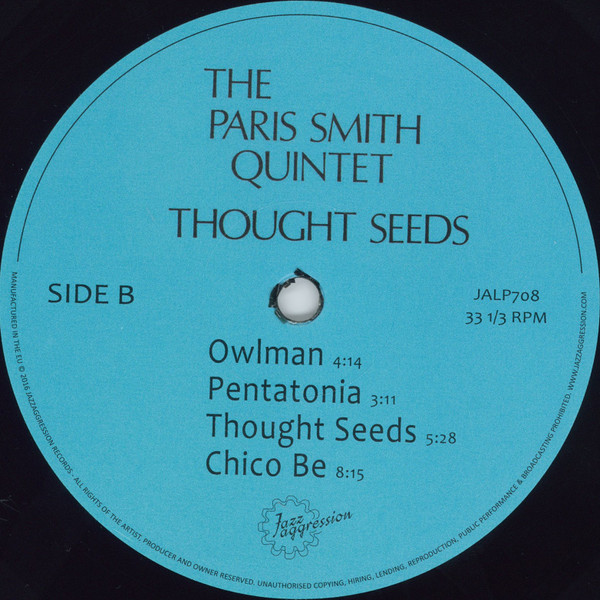 THE
PARIS SMITH
QUINTET
THOUGHT SEEDS
SIDE B
JALP708
33 1/3 RPM
Owlman 4:14
Pentatonia 3:11
Thought Seeds 5:28
Chico Be 8:15
Jazz
aggression
MANUFACTURED IN THE EU © 2016 JAZZAGGRESSION RECORDS - ALL RIGHTS OF THE ARTIST, PRODUCER AND OWNER RESERVED. UNAUTHORISED COPYING, HIRING, LENDING, REPRODUCTION, PUBLIC PERFORMANCE & BROADCASTING PROHIBITED. WWW.JAZZAGGRESSION.COM